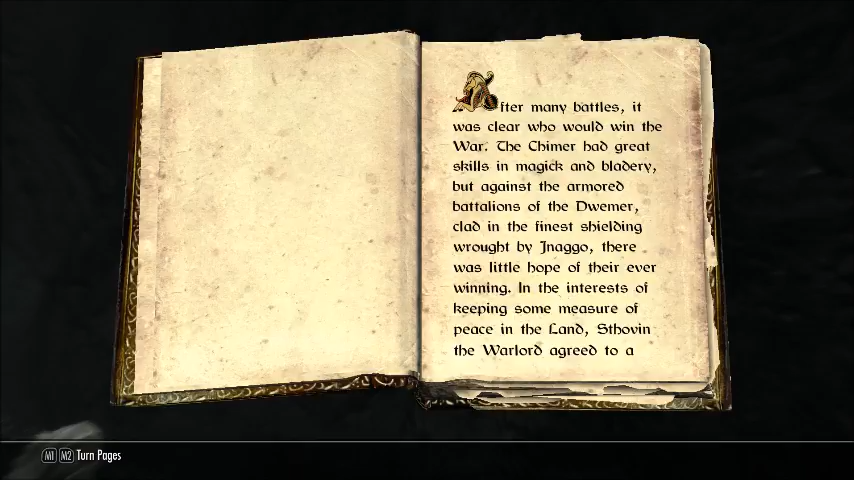 After many battles, it
was clear who would win the
War. The Chimer had great
skills in magick and bladery,
but against the armored
battalions of the Dwemer,
clad in the finest shielding
wrought by Jnaggo, there
was little hope of their ever
winning. In the interests of
keeping some measure of
peace in the Land, Sthovin
the Warlord agreed to a
M1 M2 Turn Pages